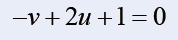 −v + 2u + 1 = 0